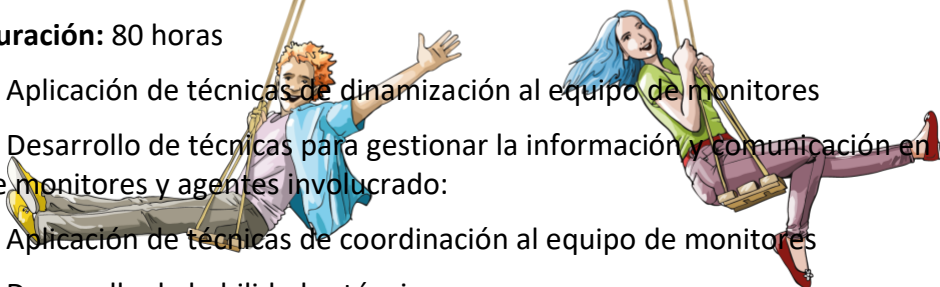 uración: 80 horas
Aplicación de técnicas de dinamización al equipo de monitores
Desarrollo de técnicas para gestionar la información y comunicación en
e monitores y agentes involucrado:
Aplicación de técnicas de coordinación al equipo de monitores